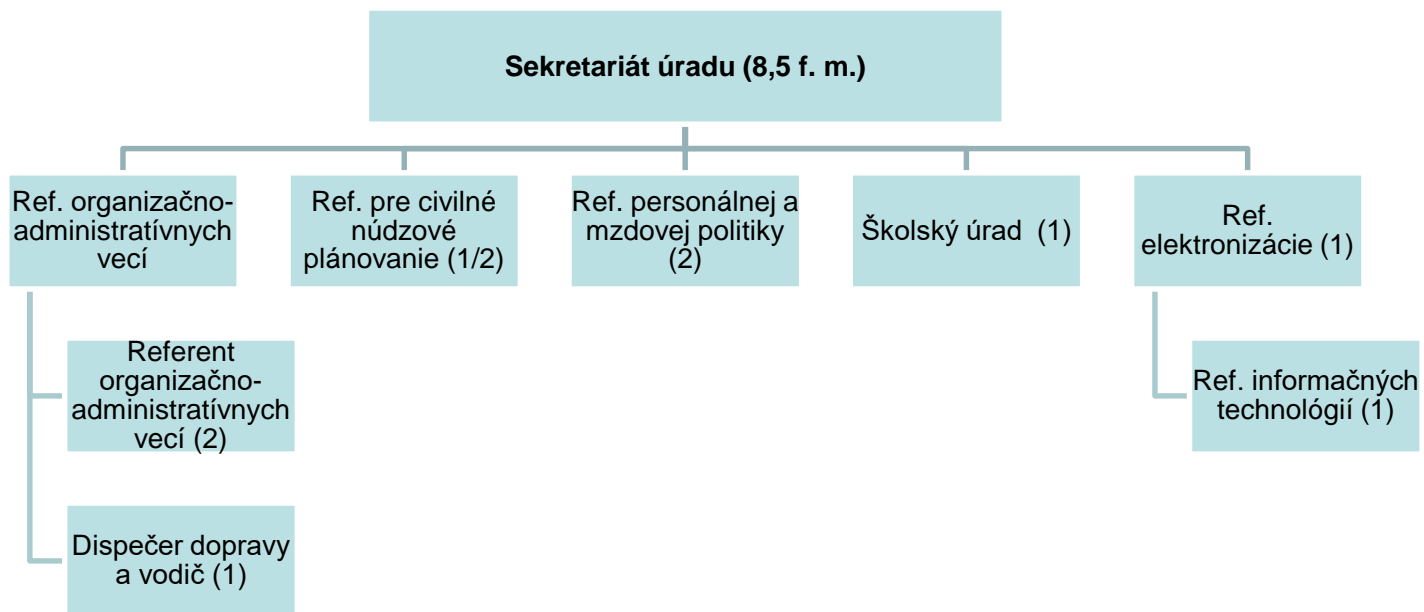 Sekretariát úradu (8,5 f. m.)
Ref. organizačno-
administratívnych
vecí
Ref. pre civilné
núdzové
plánovanie (1/2)
Ref. personálnej a
mzdovej politiky
(2)
Školský úrad  (1)
Ref.
elektronizácie (1)
Referent
organizačno-
administratívnych
vecí (2)
Dispečer dopravy
a vodič (1)
Ref. informačných
technológií (1)